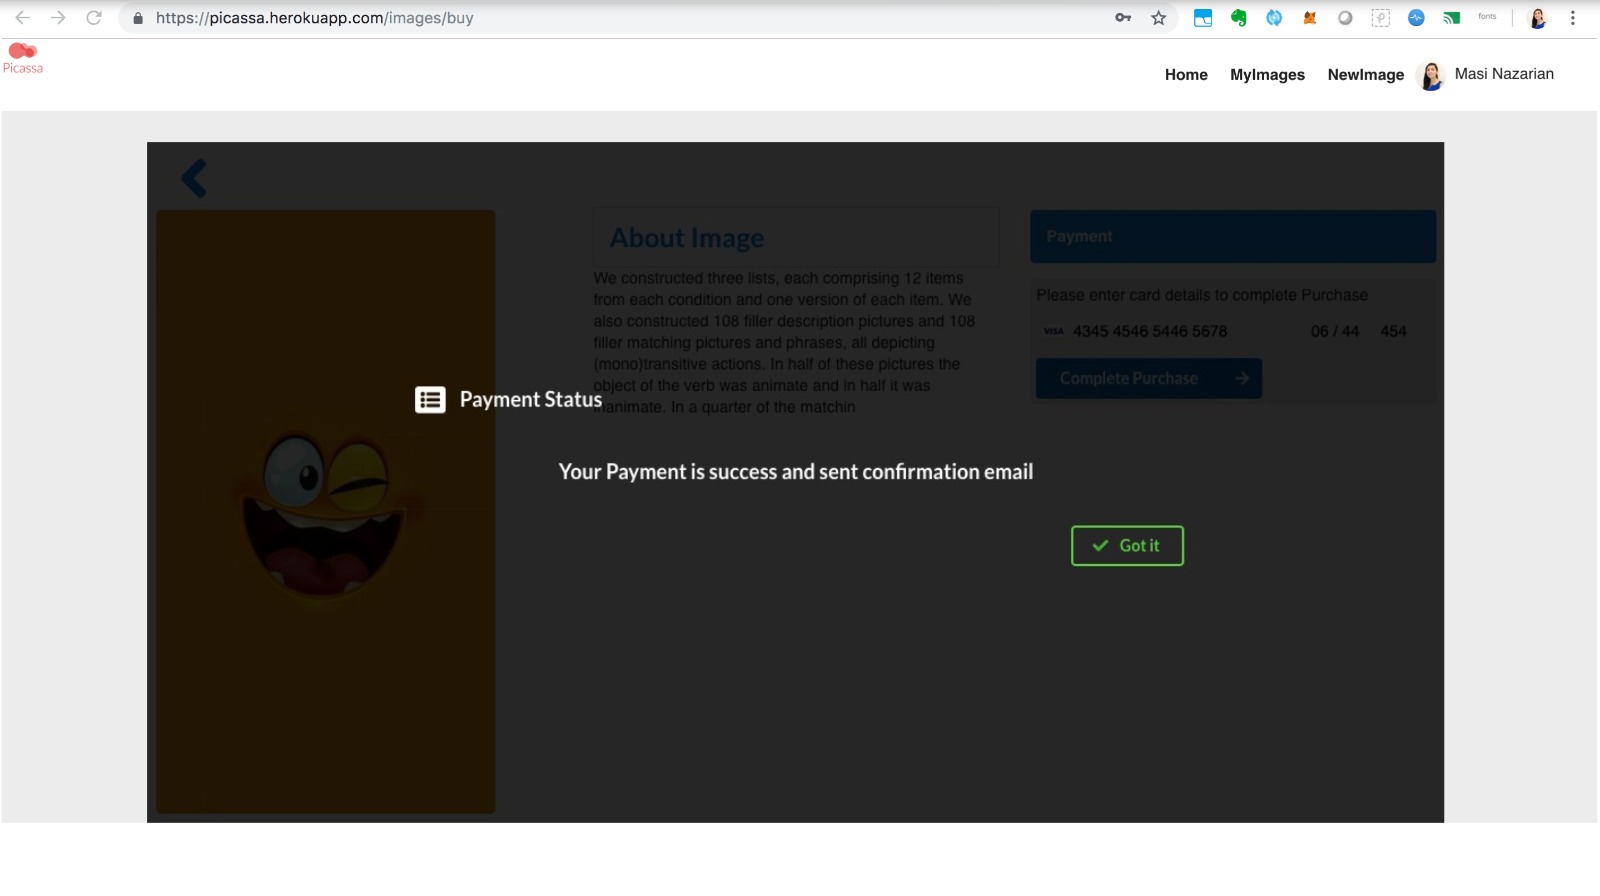 https://picassa.herokuapp.com/images/buy
fonts
Picassa
Home MyImages NewImage Masi Nazarian
About Image
We constructed three lists, each comprising 12 items
from each condition and one version of each item. We
also constructed 108 filler description pictures and 108
filler matching pictures and phrases, all depicting
(mono)transitive actions. In half of these pictures the
object of the verb was animate and in half it was
inanimate. In a quarter of the matchin
Payment
Please enter card details to complete Purchase
VISA 4345 4546 5446 5678 06 / 44 454
Complete Purchase
Payment Status
Your Payment is success and sent confirmation email
Got it